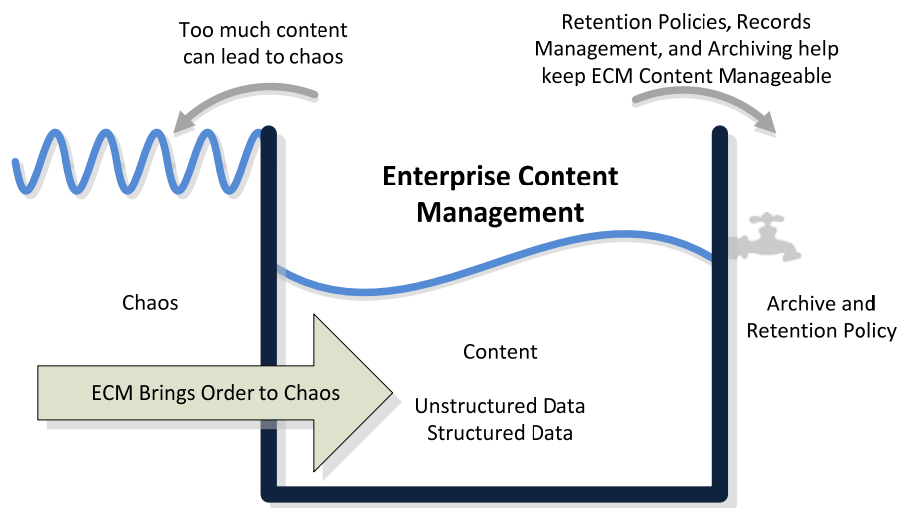 Too much content
can lead to chaos
Retention Policies, Records
Management, and Archiving help
keep ECM Content Manageable
Enterprise Content
Management
Chaos
Archive and
Retention Policy
Content
ECM Brings Order to Chaos
Unstructured Data
Structured Data